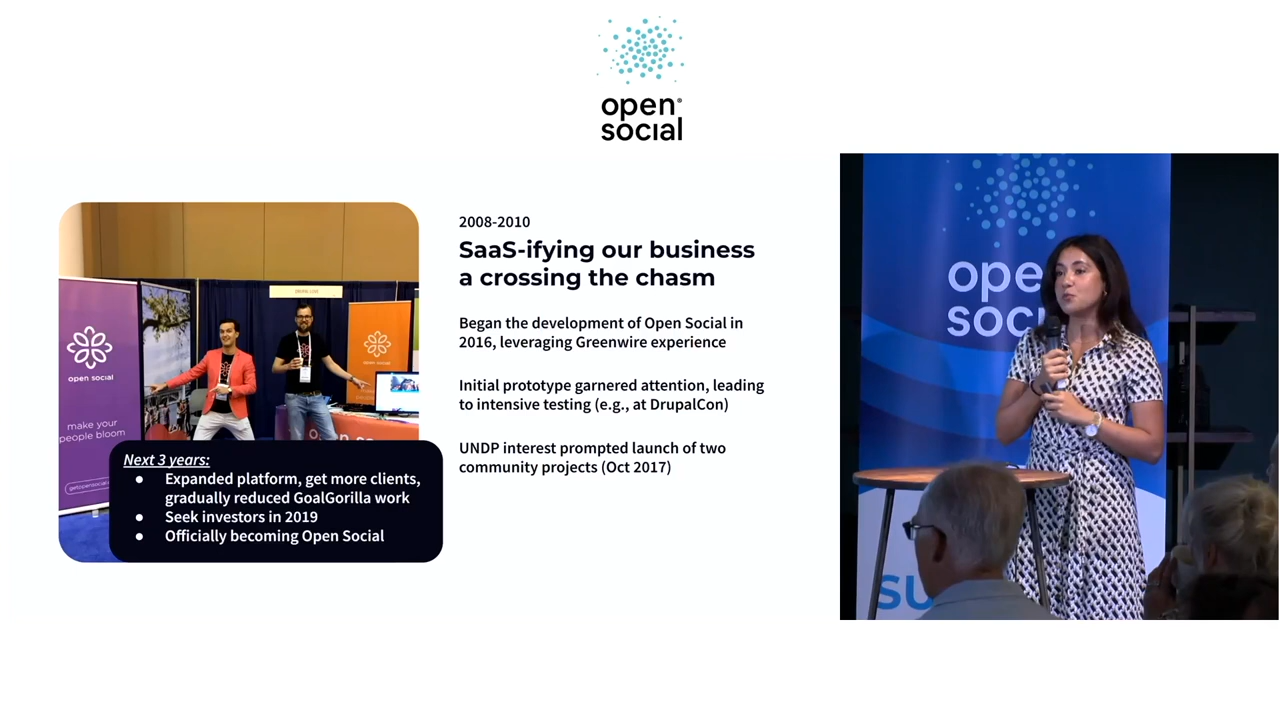 open®
social
2008-2010
SaaS-ifying our business
a crossing the chasm
Began the development of Open Social in
2016, leveraging Greenwire experience
Initial prototype garnered attention, leading
to intensive testing (e.g., at DrupalCon)
UNDP interest prompted launch of two
community projects (Oct 2017)
open social
make your
people bloom
Next 3 years:
● Expanded platform, get more clients,
gradually reduced GoalGorilla work
● Seek investors in 2019
● Officially becoming Open Social
ope
soc
su